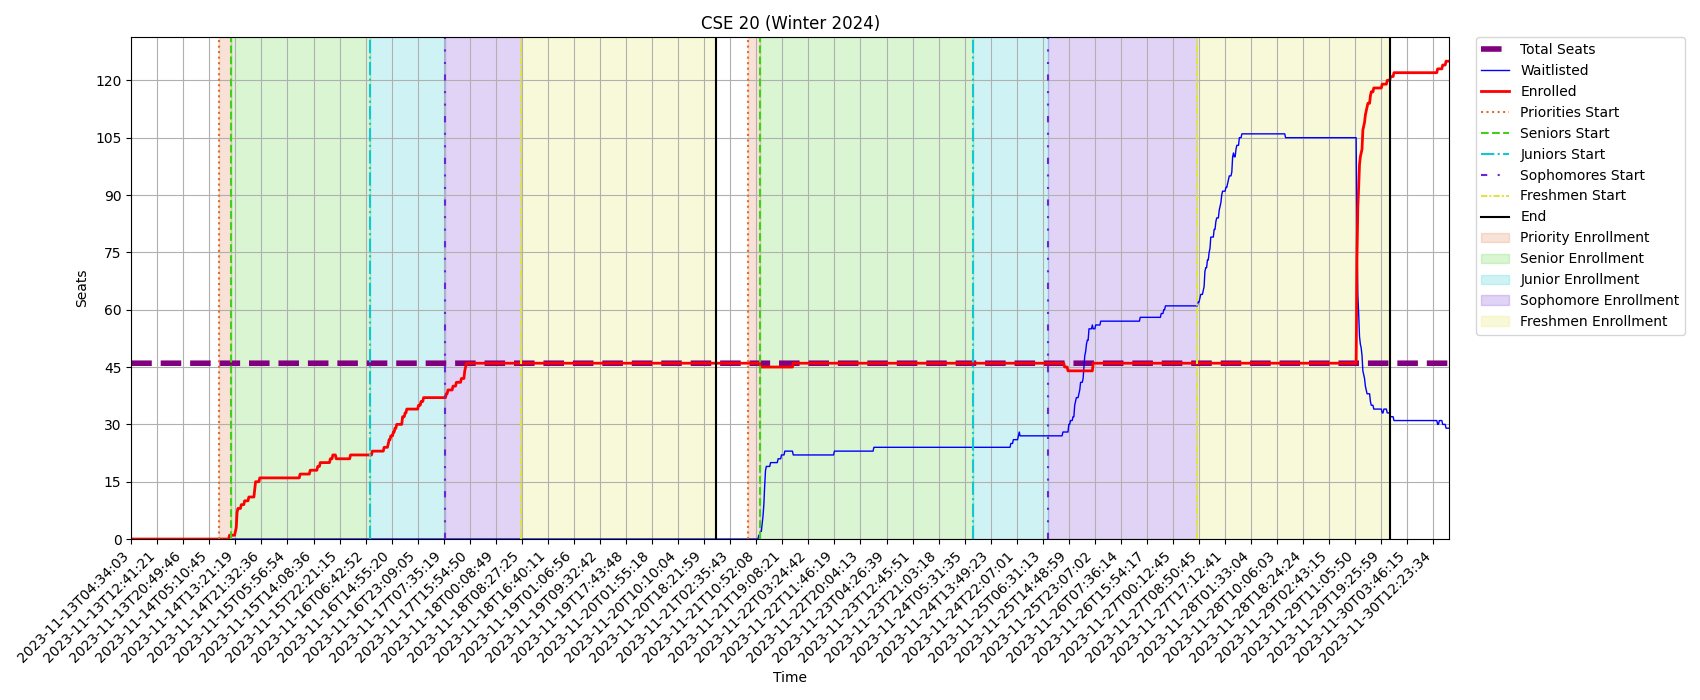 CSE 20 (Winter 2024)
Seats
120
105
90
75
60
45
30
15
0
2023-11-13T04:34:03
2023-11-13T12:41:21
2023-11-13T20:49:46
2023-11-14T05:10:45
2023-11-14T13:21:19
2023-11-14T21:32:36
2023-11-15T05:56:54
2023-11-15T14:08:36
2023-11-15T22:21:15
2023-11-16T06:42:52
2023-11-16T14:55:20
2023-11-16T23:09:05
2023-11-17T07:35:19
2023-11-17T15:54:50
2023-11-18T00:08:49
2023-11-18T08:27:25
2023-11-18T16:40:11
2023-11-19T01:06:56
2023-11-19T09:32:42
2023-11-19T17:43:48
2023-11-20T01:55:18
2023-11-20T10:10:04
2023-11-20T18:21:59
2023-11-21T02:35:43
2023-11-21T10:52:08
2023-11-21T19:08:21
2023-11-22T03:24:42
2023-11-22T11:46:19
2023-11-22T20:04:13
2023-11-23T04:26:39
2023-11-23T12:45:51
2023-11-23T21:03:18
2023-11-24T05:31:35
2023-11-24T13:49:23
2023-11-24T22:07:01
2023-11-25T06:31:13
2023-11-25T14:48:59
2023-11-25T23:07:02
2023-11-26T07:36:14
2023-11-26T15:54:17
2023-11-27T00:12:45
2023-11-27T08:50:45
2023-11-27T17:12:41
2023-11-28T01:33:04
2023-11-28T10:06:03
2023-11-28T18:24:24
2023-11-29T02:43:15
2023-11-29T11:05:50
2023-11-29T19:25:59
2023-11-30T03:46:15
2023-11-30T12:23:34
Time
Total Seats
Waitlisted
Enrolled
Priorities Start
Seniors Start
Juniors Start
Sophomores Start
Freshmen Start
End
Priority Enrollment
Senior Enrollment
Junior Enrollment
Sophomore Enrollment
Freshmen Enrollment